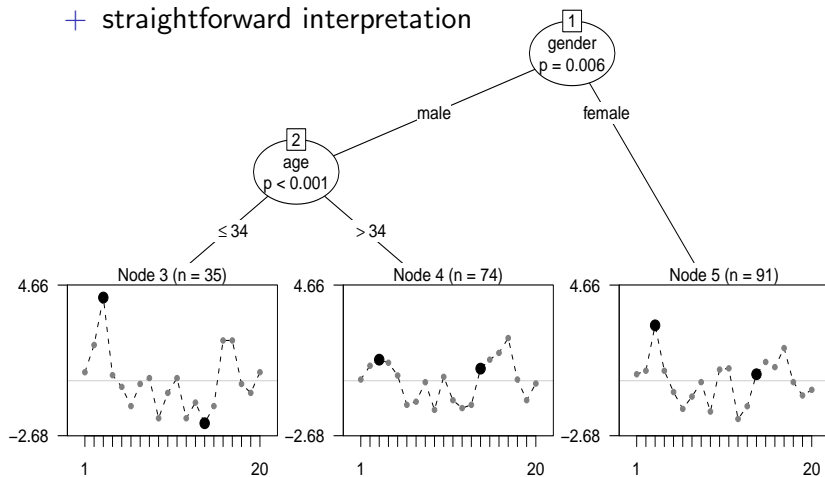 + straightforward interpretation
1
gender
p = 0.006
male
female
2
age
p < 0.001
≤ 34
> 34
Node 3 (n = 35)
4.66
−2.68
1
20
Node 4 (n = 74)
4.66
−2.68
1
20
Node 5 (n = 91)
4.66
−2.68
1
20